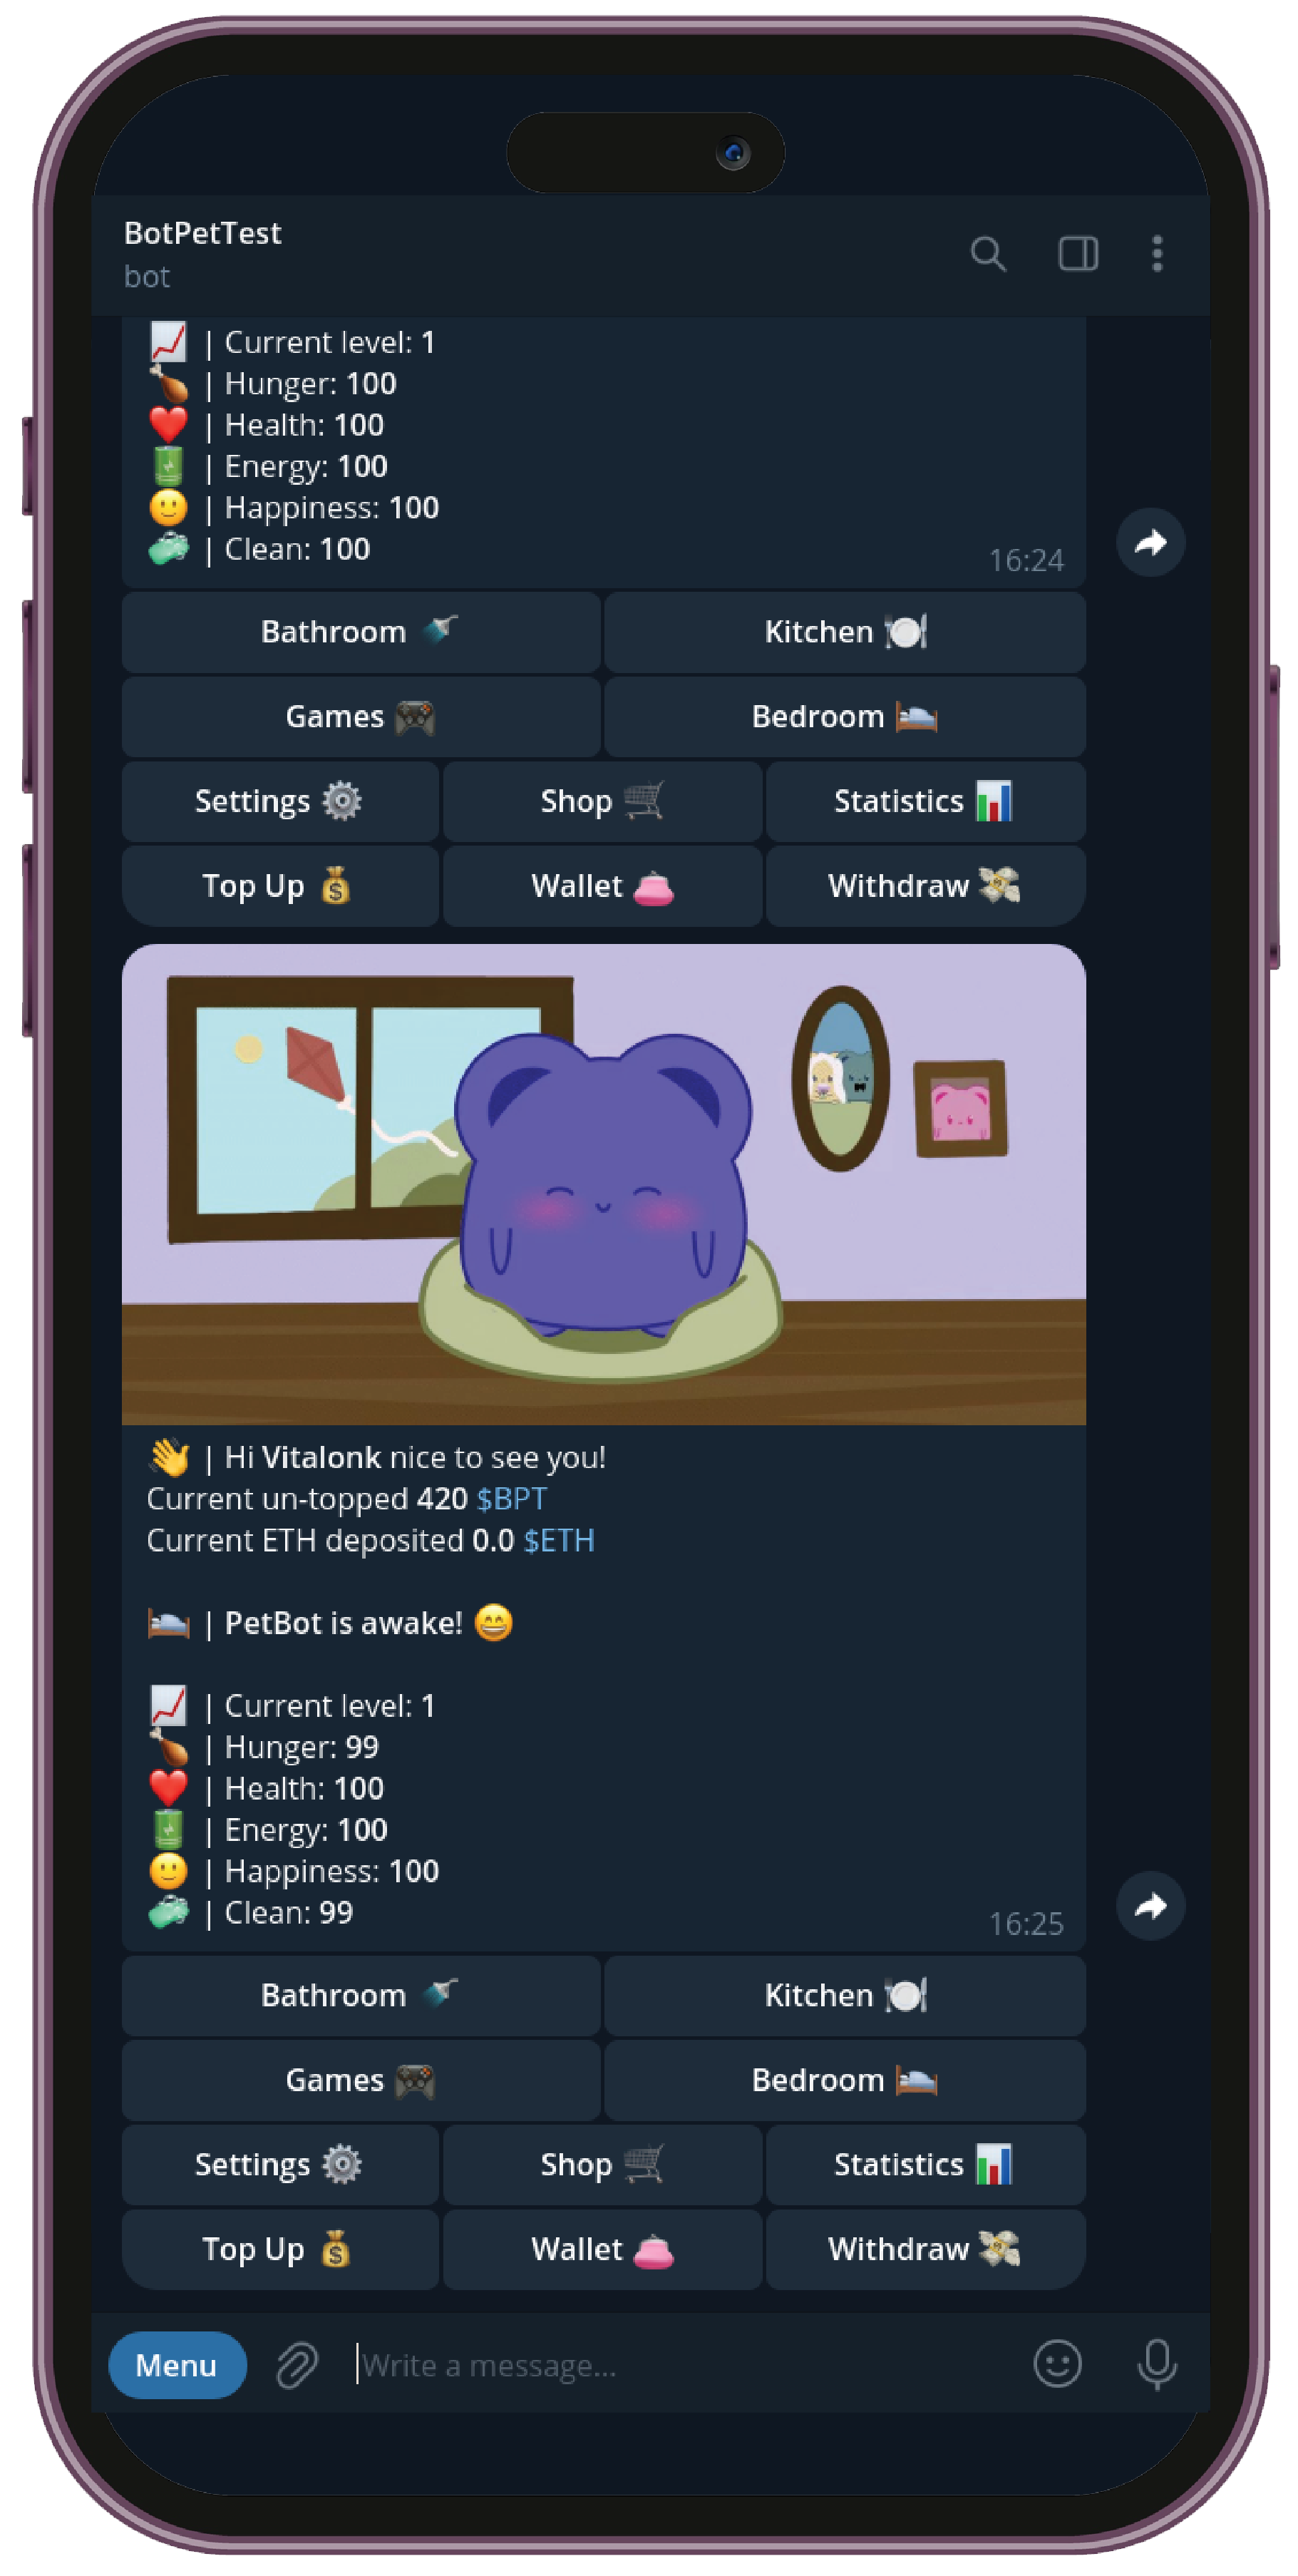 BotPetTest
bot
📈 | Current level: 1
🍗 | Hunger: 100
❤️ | Health: 100
🔋 | Energy: 100
🙂 | Happiness: 100
🧼 | Clean: 100
16:24
Bathroom 🚿 Kitchen 🍽️
Games 🎮 Bedroom 🛌
Settings ⚙️ Shop 🛒 Statistics 📊
Top Up 💰 Wallet 👛 Withdraw 💸
👋 | Hi Vitalonk nice to see you!
Current un-topped 420 $BPT
Current ETH deposited 0.0 $ETH
🛌 | PetBot is awake! 😄
📈 | Current level: 1
🍗 | Hunger: 99
❤️ | Health: 100
🔋 | Energy: 100
🙂 | Happiness: 100
🧼 | Clean: 99
16:25
Bathroom 🚿 Kitchen 🍽️
Games 🎮 Bedroom 🛌
Settings ⚙️ Shop 🛒 Statistics 📊
Top Up 💰 Wallet 👛 Withdraw 💸
Menu Write a message...